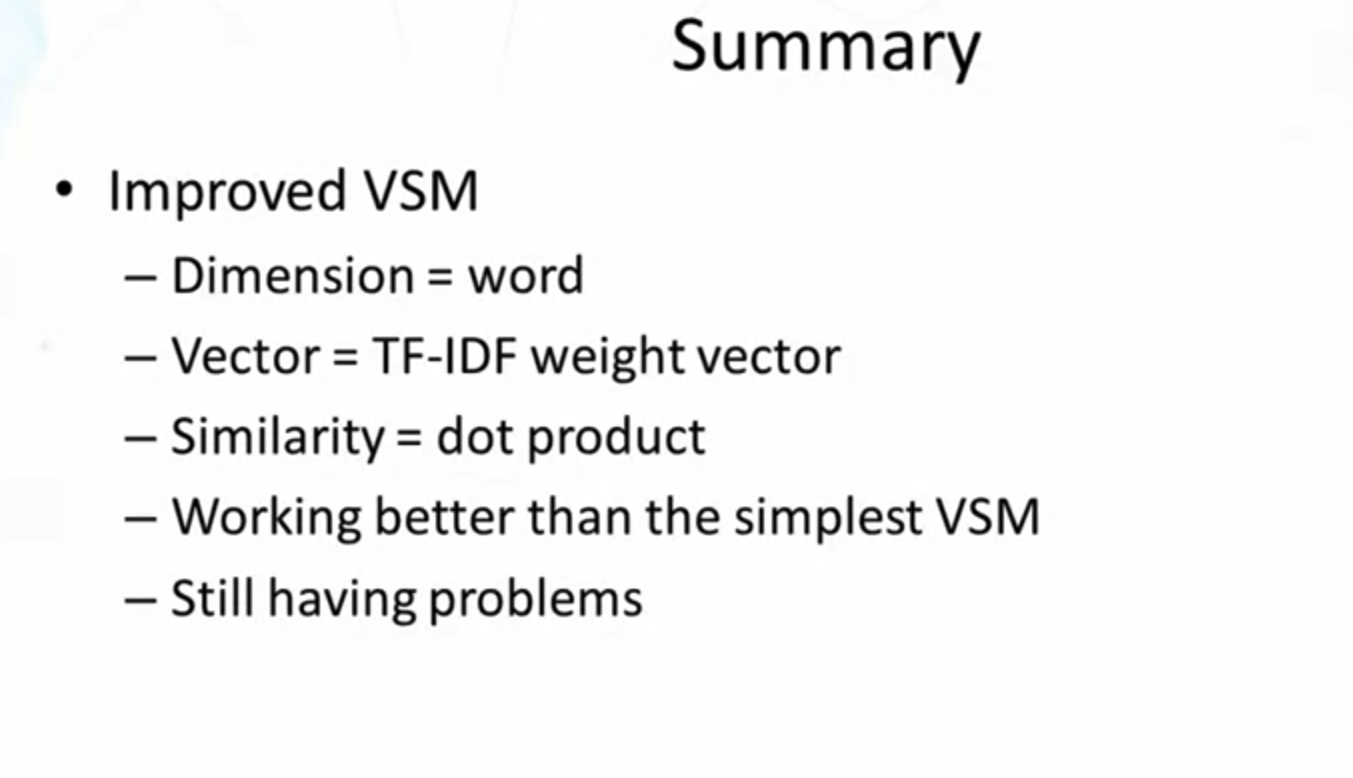 Summary
• Improved VSM
– Dimension = word
– Vector = TF-IDF weight vector
– Similarity = dot product
– Working better than the simplest VSM
– Still having problems